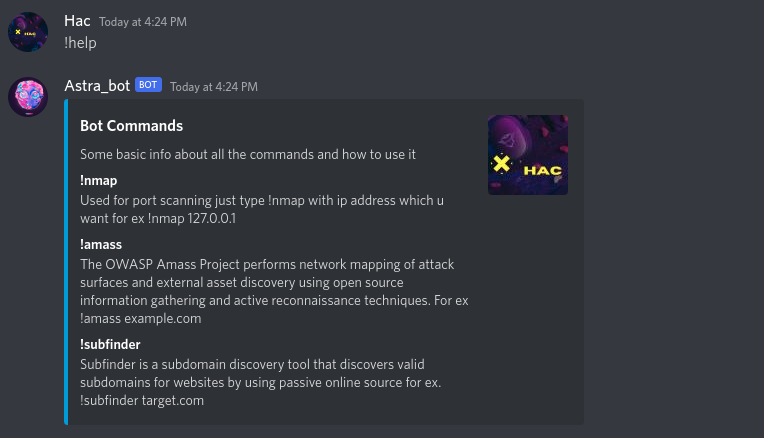 Hac Today at 4:24 PM
!help
Astra_bot BOT Today at 4:24 PM
Bot Commands
Some basic info about all the commands and how to use it
!nmap
Used for port scanning just type !nmap with ip address which u
want for ex !nmap 127.0.0.1
!amass
The OWASP Amass Project performs network mapping of attack
surfaces and external asset discovery using open source
information gathering and active reconnaissance techniques. For ex
!amass example.com
!subfinder
Subfinder is a subdomain discovery tool that discovers valid
subdomains for websites by using passive online source for ex.
!subfinder target.com
HAC
HAC